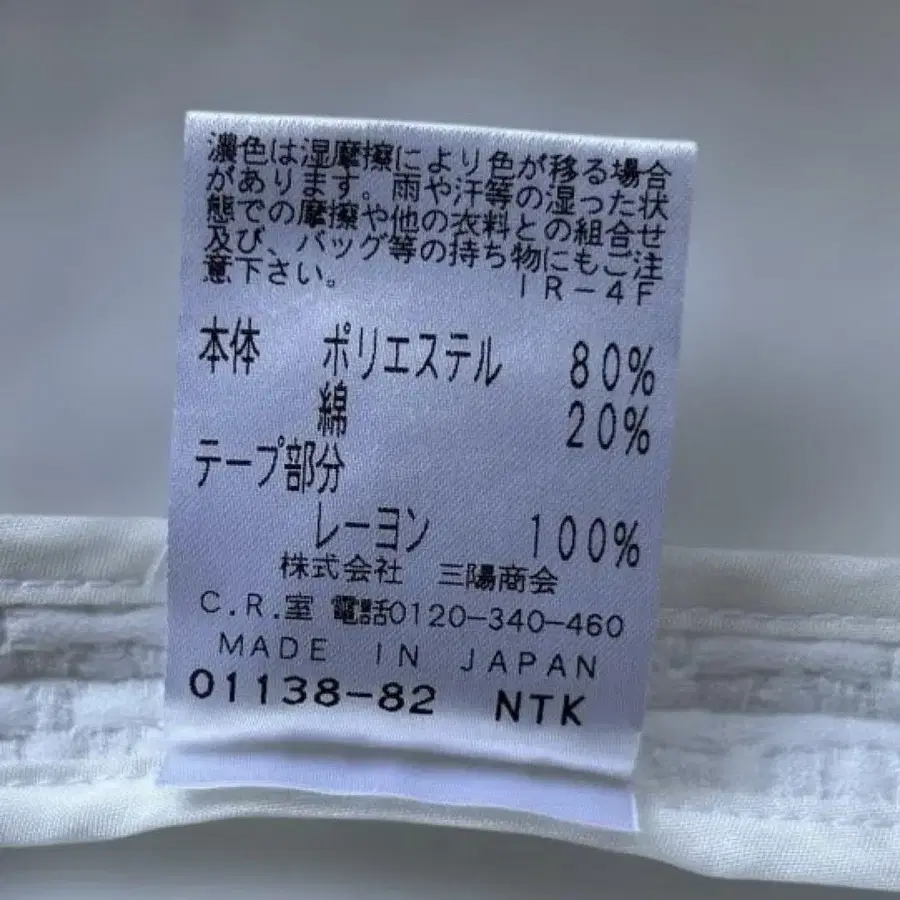 濃色は湿摩擦により色が移る場合
があります。雨や汗等の湿った状
態での摩擦や他の衣料との組合せ
及び、バッグ等の持ち物にもご注
意下さい。 IR-4F
本体 ポリエステル 80%
綿 20%
テープ部分
レーヨン 100%
株式会社 三陽商会
C.R.室 電話0120-340-460
MADE IN JAPAN
01138-82 NTK